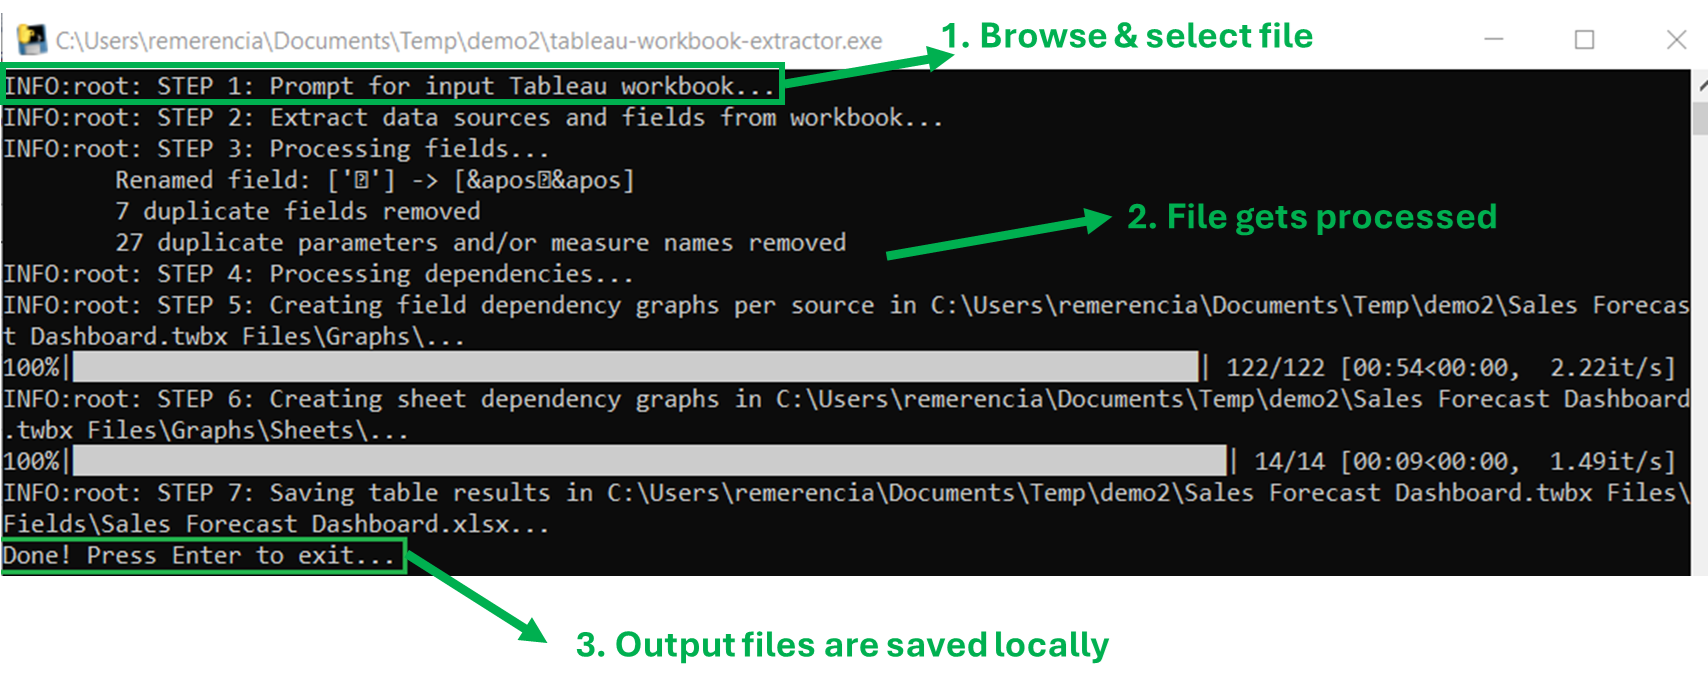 C:\Users\remerencia\Documents\Temp\demo2\tableau-workbook-extractor.exe
1. Browse & select file
INFO:root: STEP 1: Prompt for input Tableau workbook...
INFO:root: STEP 2: Extract data sources and fields from workbook...
INFO:root: STEP 3: Processing fields...
Renamed field: ['⍰'] -> [&apos⍰&apos]
7 duplicate fields removed
2. File gets processed
27 duplicate parameters and/or measure names removed
INFO:root: STEP 4: Processing dependencies...
INFO:root: STEP 5: Creating field dependency graphs per source in C:\Users\remerencia\Documents\Temp\demo2\Sales Forecas
t Dashboard.twbx Files\Graphs\...
100%| | 122/122 [00:54<00:00, 2.22it/s]
INFO:root: STEP 6: Creating sheet dependency graphs in C:\Users\remerencia\Documents\Temp\demo2\Sales Forecast Dashboard
.twbx Files\Graphs\Sheets\...
100%| | 14/14 [00:09<00:00, 1.49it/s]
INFO:root: STEP 7: Saving table results in C:\Users\remerencia\Documents\Temp\demo2\Sales Forecast Dashboard.twbx Files\
Fields\Sales Forecast Dashboard.xlsx...
Done! Press Enter to exit...
3. Output files are saved locally